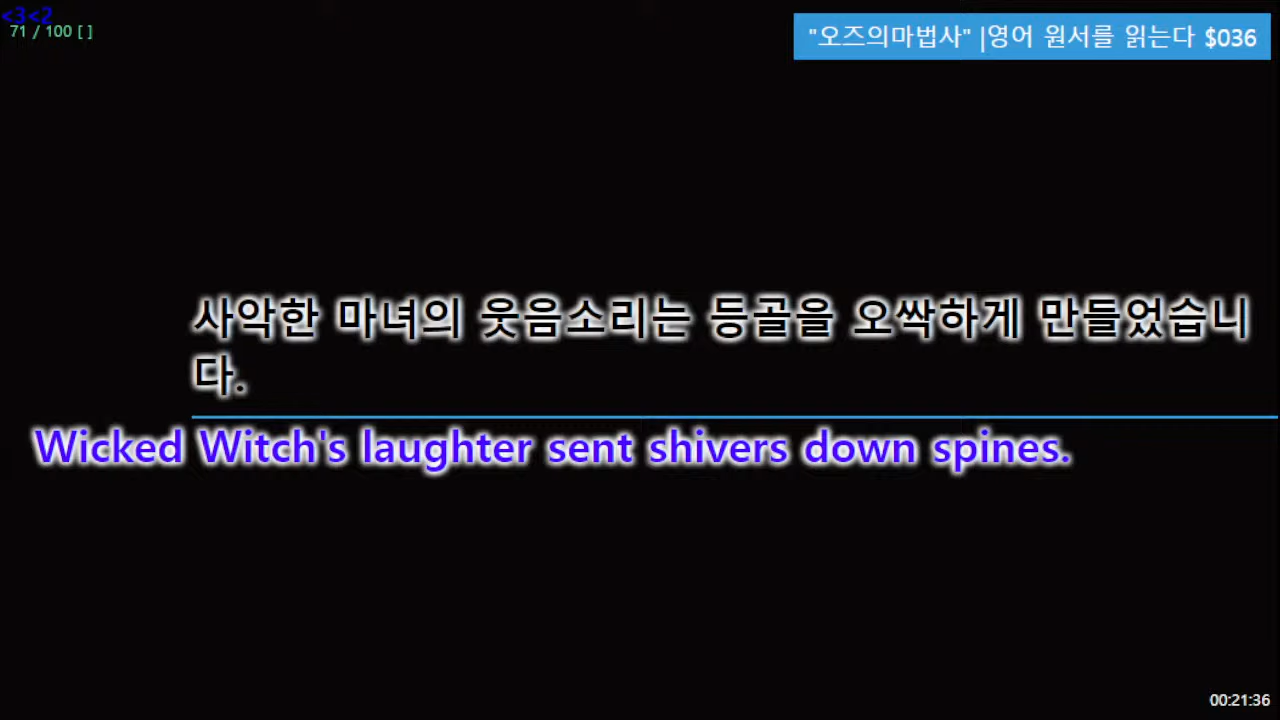 <3<2
71 / 100 [ ]
"오즈의마법사" |영어 원서를 읽는다 $036
사악한 마녀의 웃음소리는 등골을 오싹하게 만들었습니
다.
Wicked Witch's laughter sent shivers down spines.
00:21:36